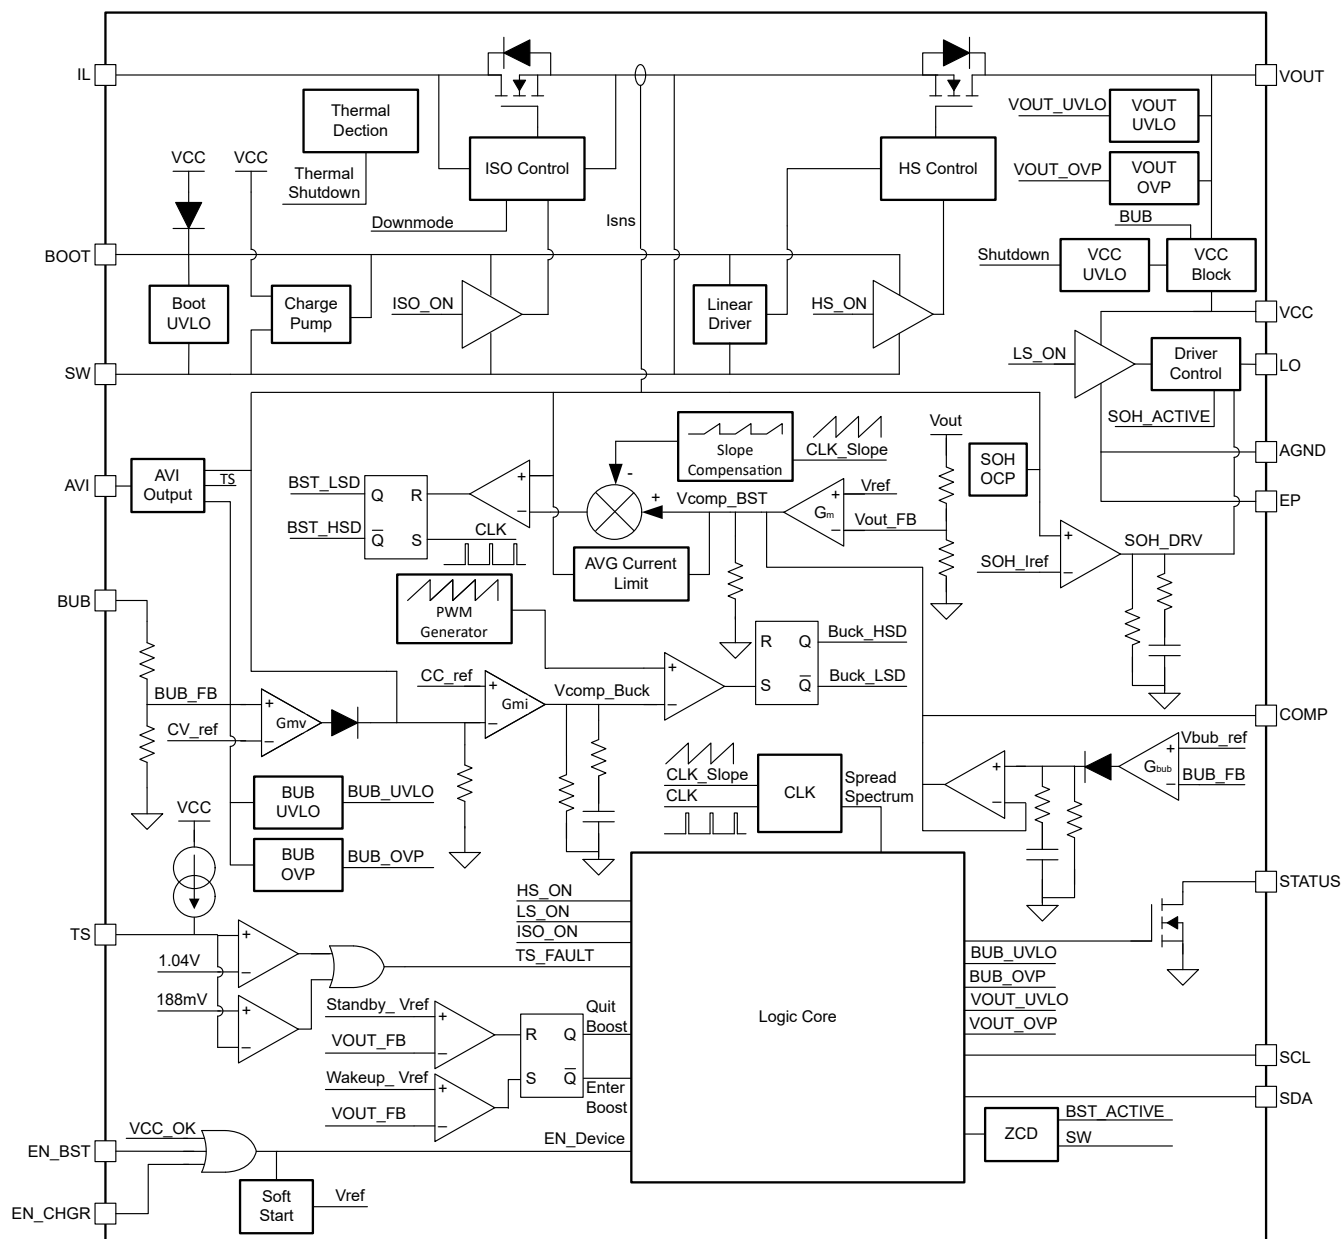 IL
VOUT
Thermal
Dection
VOUT_UVLO
VOUT
UVLO
VCC
VCC
Thermal
Shutdown
ISO Control
HS Control
VOUT_OVP
VOUT
OVP
Downmode
Isns
BUB
BOOT
Shutdown
VCC
UVLO
VCC
Block
Boot
UVLO
Charge
Pump
ISO_ON
Linear
Driver
HS_ON
VCC
LS_ON
Driver
Control
LO
SW
SOH_ACTIVE
Slope
Compensation
CLK_Slope
Vout
AVI
AVI
Output
TS
SOH
OCP
AGND
BST_LSD
Q
R
+
−
-
+
Vcomp_BST
Gm
+
−
Vref
Vout_FB
EP
BST_HSD
Q
S
CLK
AVG Current
Limit
SOH_Iref
+
−
SOH_DRV
BUB
PWM
Generator
R
Q
Buck_HSD
S
Q
Buck_LSD
BUB_FB
CV_ref
+
−
Gmv
CC_ref
+
−
Gmi
Vcomp_Buck
+
−
COMP
Vbub_ref
BUB_FB
+
−
Gbub
+
−
CLK_Slope
CLK
CLK
Spread
Spectrum
VCC
BUB
UVLO
BUB_UVLO
BUB
OVP
BUB_OVP
STATUS
HS_ON
LS_ON
ISO_ON
TS_FAULT
TS
1.04V
+
−
188mV
+
−
BUB_UVLO
BUB_OVP
VOUT_UVLO
VOUT_OVP
Logic Core
Standby_ Vref
VOUT_FB
+
−
R
Q
Quit
Boost
Wakeup_ Vref
VOUT_FB
+
−
S
Q
Enter
Boost
SCL
SDA
ZCD
BST_ACTIVE
SW
VCC_OK
EN_BST
EN_Device
EN_CHGR
Soft
Start
Vref